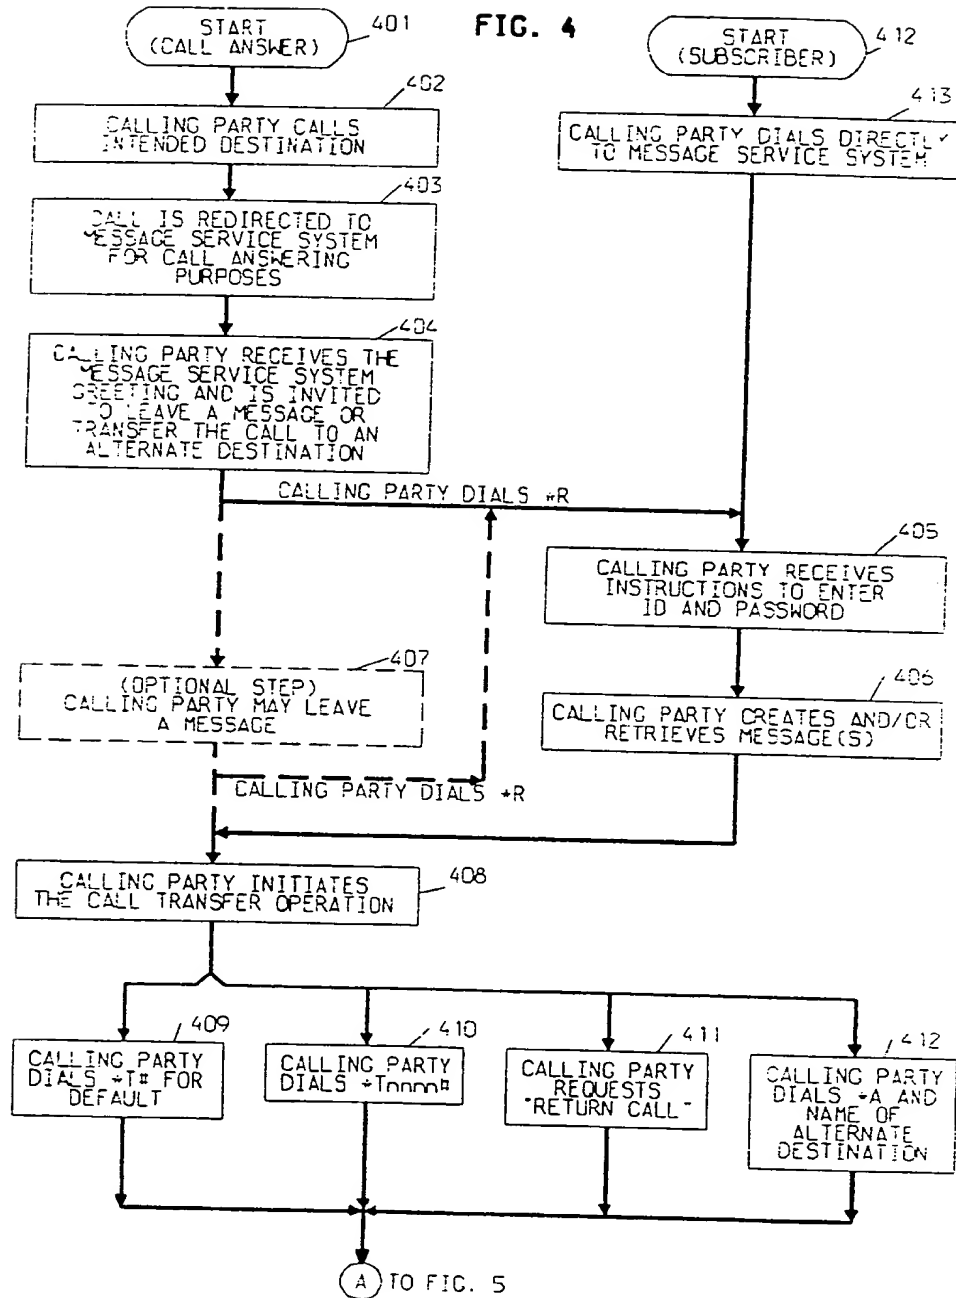 FIG. 4
START
(CALL ANSWER)
401
START
(SUBSCRIBER)
412
402
CALLING PARTY CALLS
INTENDED DESTINATION
413
CALLING PARTY DIALS DIRECTLY
TO MESSAGE SERVICE SYSTEM
403
CALL IS REDIRECTED TO
MESSAGE SERVICE SYSTEM
FOR CALL ANSWERING
PURPOSES
404
CALLING PARTY RECEIVES THE
MESSAGE SERVICE SYSTEM
GREETING AND IS INVITED
TO LEAVE A MESSAGE OR
TRANSFER THE CALL TO AN
ALTERNATE DESTINATION
CALLING PARTY DIALS *R
405
CALLING PARTY RECEIVES
INSTRUCTIONS TO ENTER
ID AND PASSWORD
407
(OPTIONAL STEP)
CALLING PARTY MAY LEAVE
A MESSAGE
406
CALLING PARTY CREATES AND/OR
RETRIEVES MESSAGE(S)
CALLING PARTY DIALS *R
CALLING PARTY INITIATES
THE CALL TRANSFER OPERATION
408
409
CALLING PARTY
DIALS *T# FOR
DEFAULT
410
CALLING PARTY
DIALS *Tnnnn#
411
CALLING PARTY
REQUESTS
"RETURN CALL"
412
CALLING PARTY
DIALS *A AND
NAME OF
ALTERNATE
DESTINATION
A TO FIG. 5